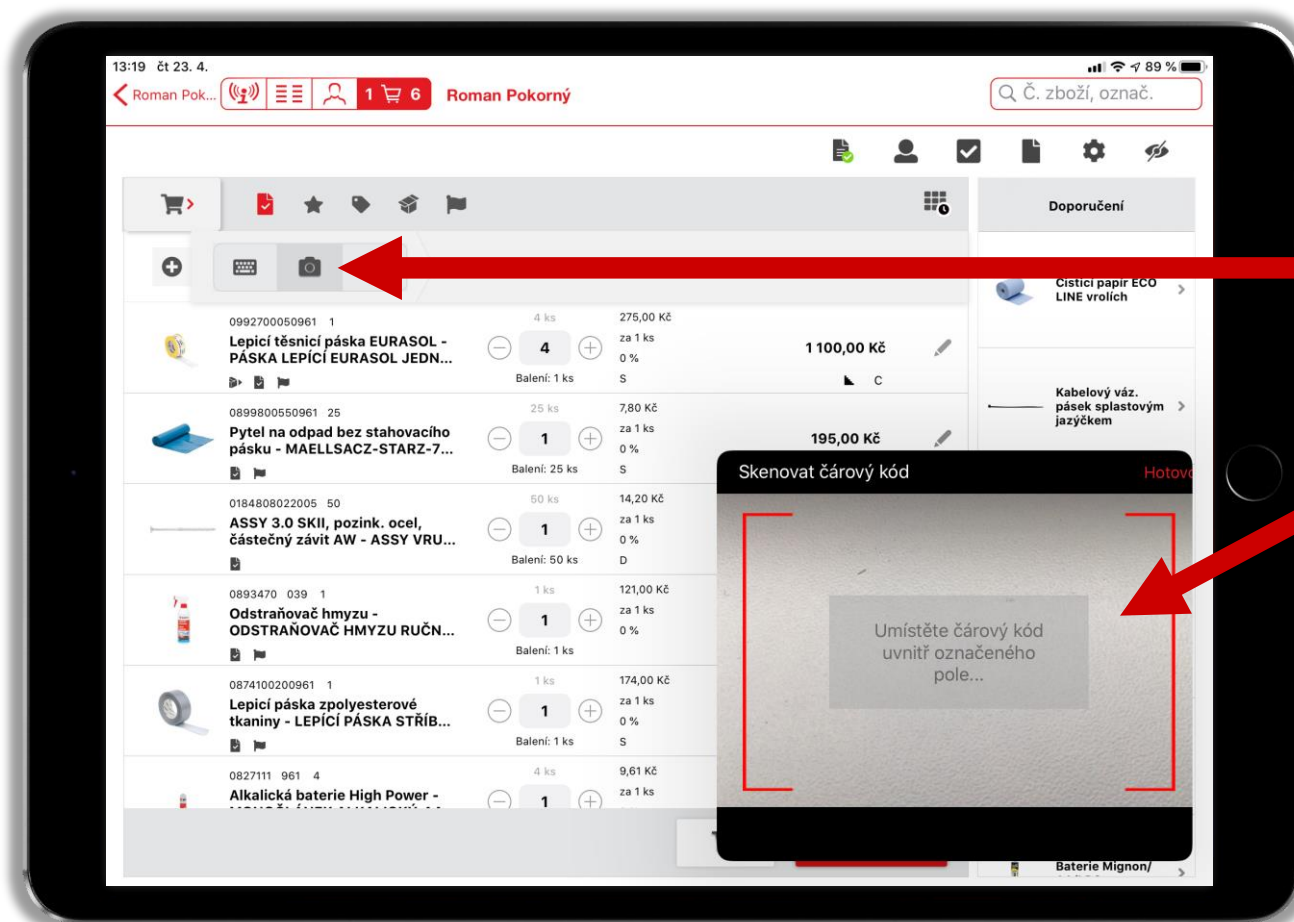 13:19 čt 23. 4.
89 %
Roman Pok...
1 6
Roman Pokorný
Č. zboží, označ.
Doporučení
Čisticí papír ECO
LINE vrolích
0992700050961 1
Lepicí těsnicí páska EURASOL -
PÁSKA LEPÍCÍ EURASOL JEDN...
4 ks
4
Balení: 1 ks
275,00 Kč
za 1 ks
0 %
S
1 100,00 Kč
C
Kabelový váz.
pásek splastovým
jazýčkem
0899800550961 25
Pytel na odpad bez stahovacího
pásku - MAELLSACZ-STARZ-7...
25 ks
1
Balení: 25 ks
7,80 Kč
za 1 ks
0 %
S
195,00 Kč
0184808022005 50
ASSY 3.0 SKII, pozink. ocel,
částečný závit AW - ASSY VRU...
50 ks
1
Balení: 50 ks
14,20 Kč
za 1 ks
0 %
D
0893470 039 1
Odstraňovač hmyzu -
ODSTRAŇOVAČ HMYZU RUČN...
1 ks
1
Balení: 1 ks
121,00 Kč
za 1 ks
0 %
0874100200961 1
Lepicí páska zpolyesterové
tkaniny - LEPÍCÍ PÁSKA STŘÍB...
1 ks
1
Balení: 1 ks
174,00 Kč
za 1 ks
0 %
S
0827111 961 4
Alkalická baterie High Power -
4 ks
1
9,61 Kč
za 1 ks
Skenovat čárový kód
Hotovo
Umístěte čárový kód
uvnitř označeného
pole...
Baterie Mignon/